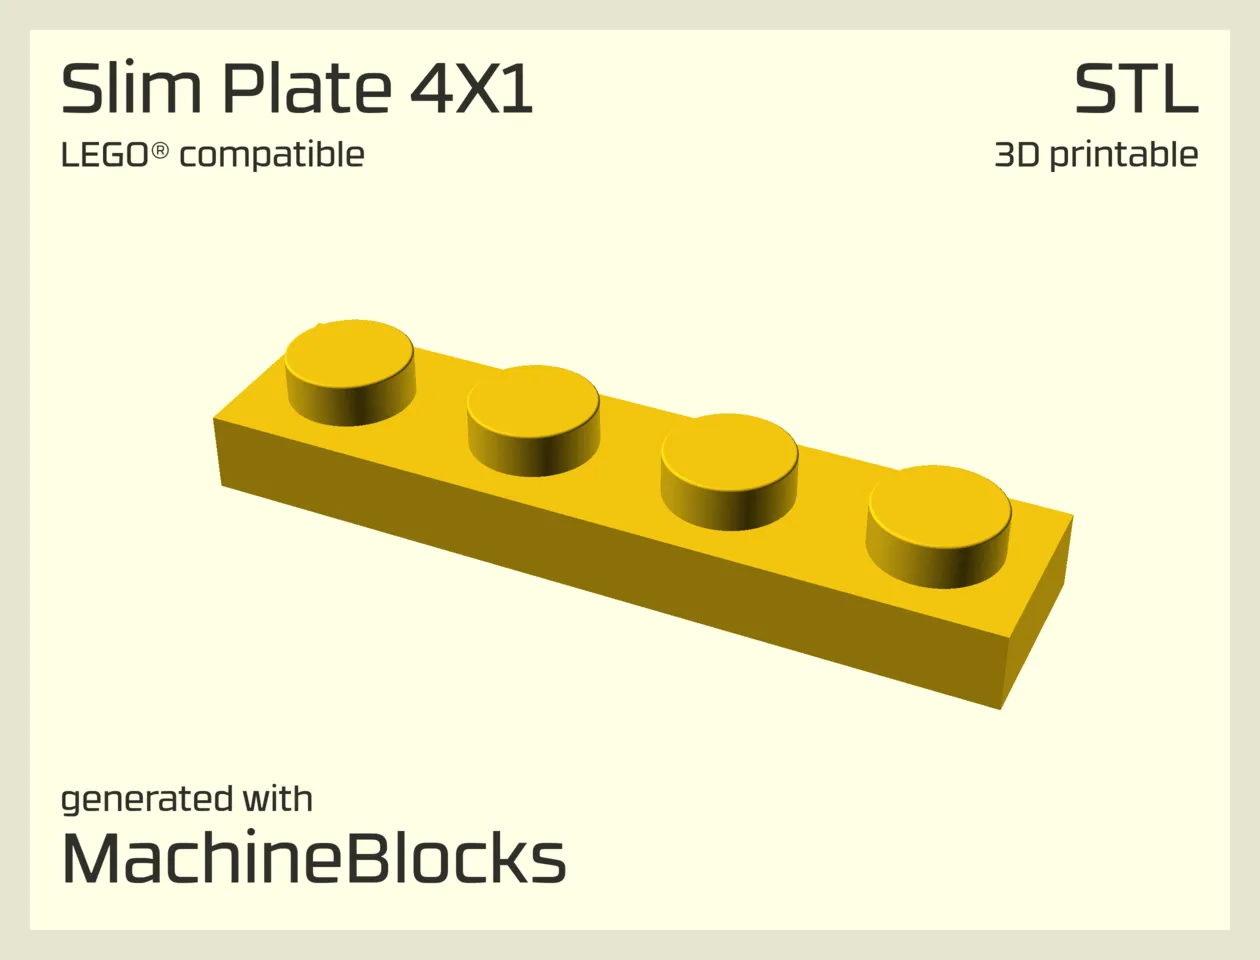 Slim Plate 4X1
STL
LEGO® compatible
3D printable
generated with
MachineBlocks